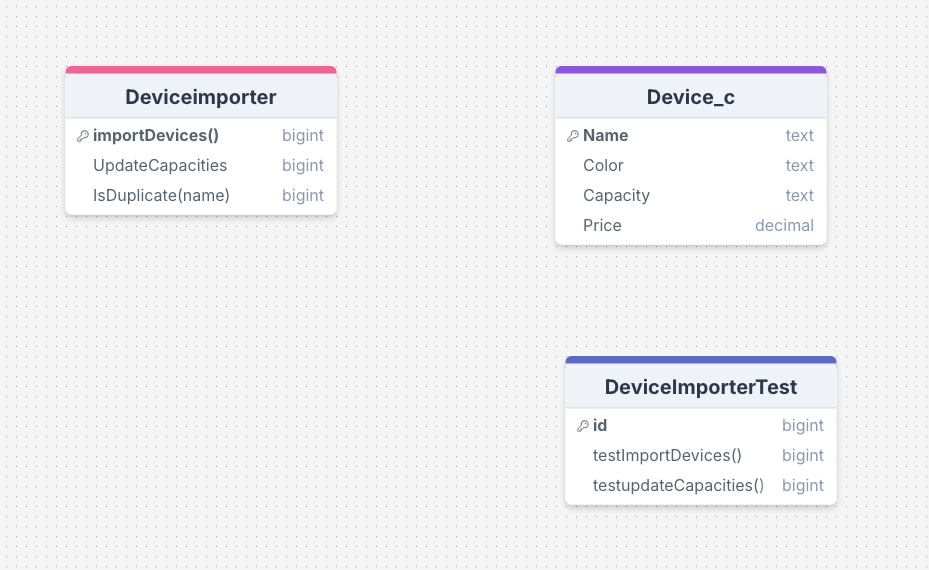 Deviceimporter
importDevices() bigint
UpdateCapacities bigint
IsDuplicate(name) bigint
Device_c
Name text
Color text
Capacity text
Price decimal
DeviceImporterTest
id bigint
testImportDevices() bigint
testupdateCapacities() bigint